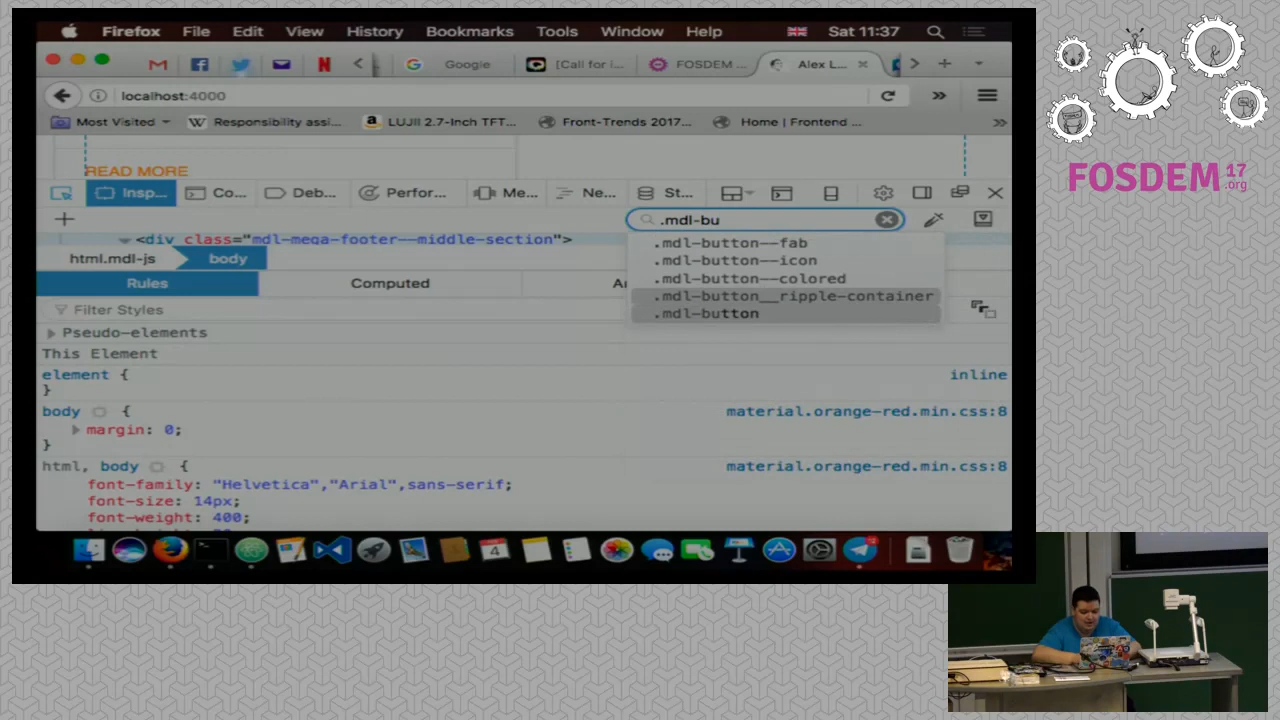 Firefox File Edit View History Bookmarks Tools Window Help Sat 11:37
Google [Call for i... FOSDEM ... Alex L...
localhost:4000
Most Visited Responsibility assi... LUJII 2.7-Inch TFT... Front-Trends 2017... Home | Frontend ...
READ MORE
Insp... Co... Deb... Perfor... Me... Ne... St...
.mdl-bu
<div class="mdl-mega-footer--middle-section">
.mdl-button--fab
html.mdl-js body
.mdl-button--icon
.mdl-button--colored
Rules Computed
.mdl-button__ripple-container
.mdl-button
Filter Styles
Pseudo-elements
This Element
element {
inline
}
body {
material.orange-red.min.css:8
margin: 0;
}
html, body {
material.orange-red.min.css:8
font-family: "Helvetica","Arial",sans-serif;
font-size: 14px;
font-weight: 400;
4
FOSDEM 17
.org